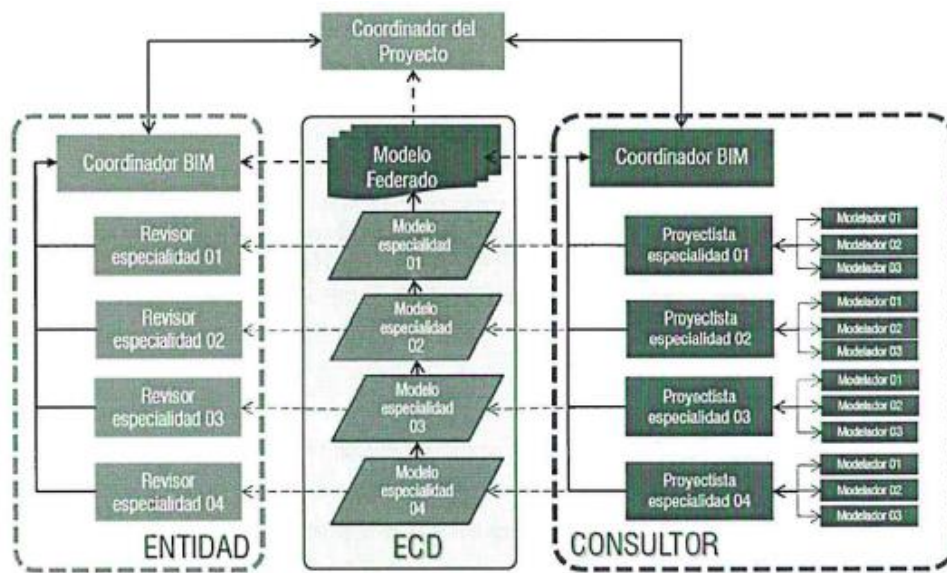 Coordinador del
Proyecto
Coordinador BIM
Revisor
especialidad 01
Revisor
especialidad 02
Revisor
especialidad 03
Revisor
especialidad 04
ENTIDAD
Modelo
Federado
Modelo
especialidad
01
Modelo
especialidad
02
Modelo
especialidad
03
Modelo
especialidad
04
ECD
Coordinador BIM
Proyectista
especialidad 01
Modelador 01
Modelador 02
Modelador 03
Proyectista
especialidad 02
Modelador 01
Modelador 02
Modelador 03
Proyectista
especialidad 03
Modelador 01
Modelador 02
Modelador 03
Proyectista
especialidad 04
Modelador 01
Modelador 02
Modelador 03
CONSULTOR